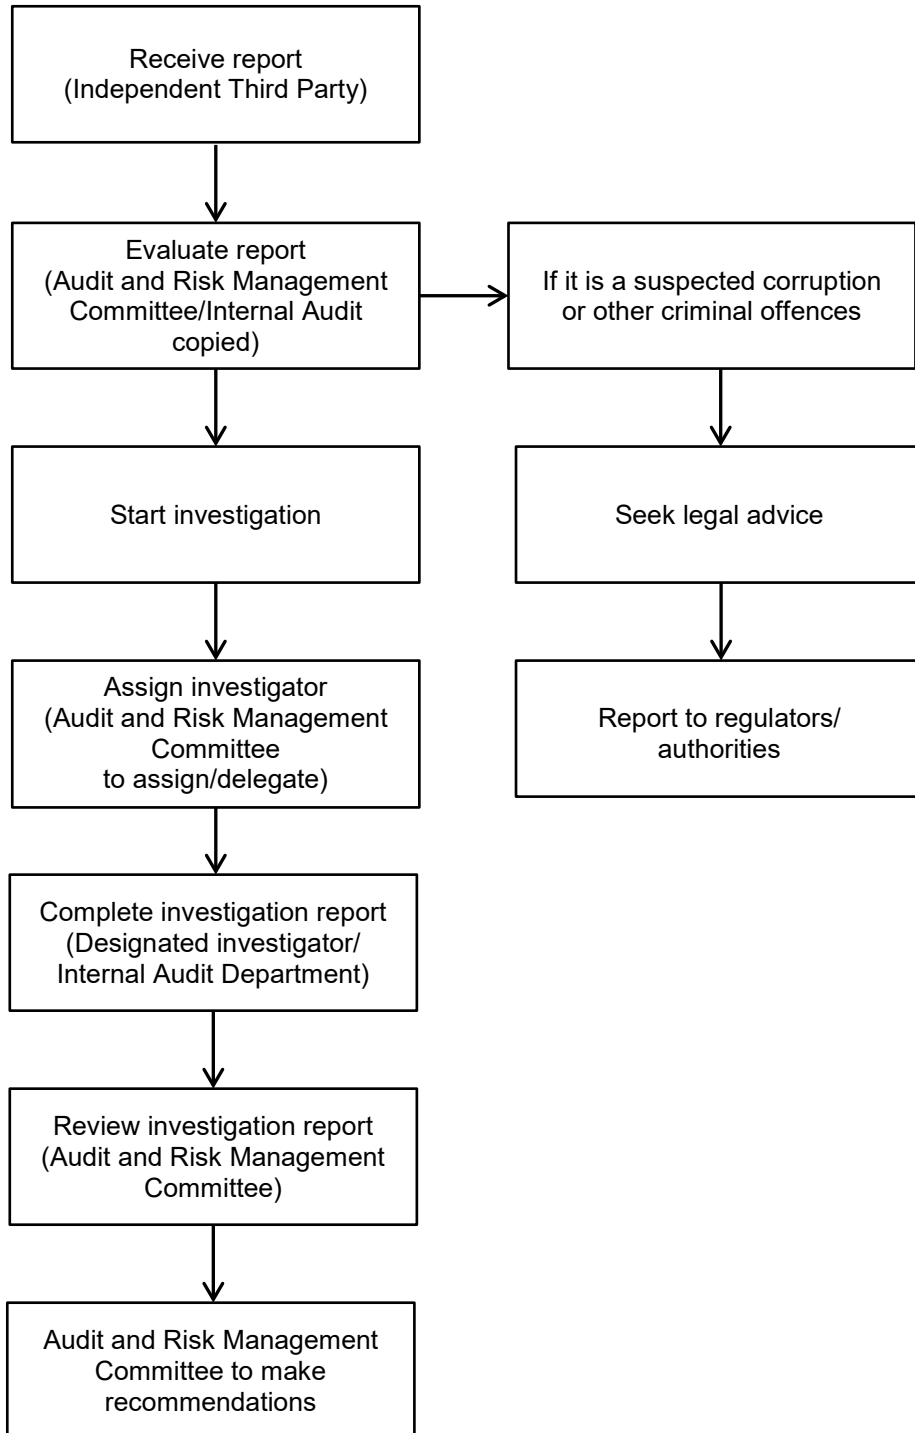 Receive report
(Independent Third Party)
Evaluate report
(Audit and Risk Management
Committee/Internal Audit
copied)
If it is a suspected corruption
or other criminal offences
Start investigation
Seek legal advice
Assign investigator
(Audit and Risk Management
Committee
to assign/delegate)
Report to regulators/
authorities
Complete investigation report
(Designated investigator/
Internal Audit Department)
Review investigation report
(Audit and Risk Management
Committee)
Audit and Risk Management
Committee to make
recommendations